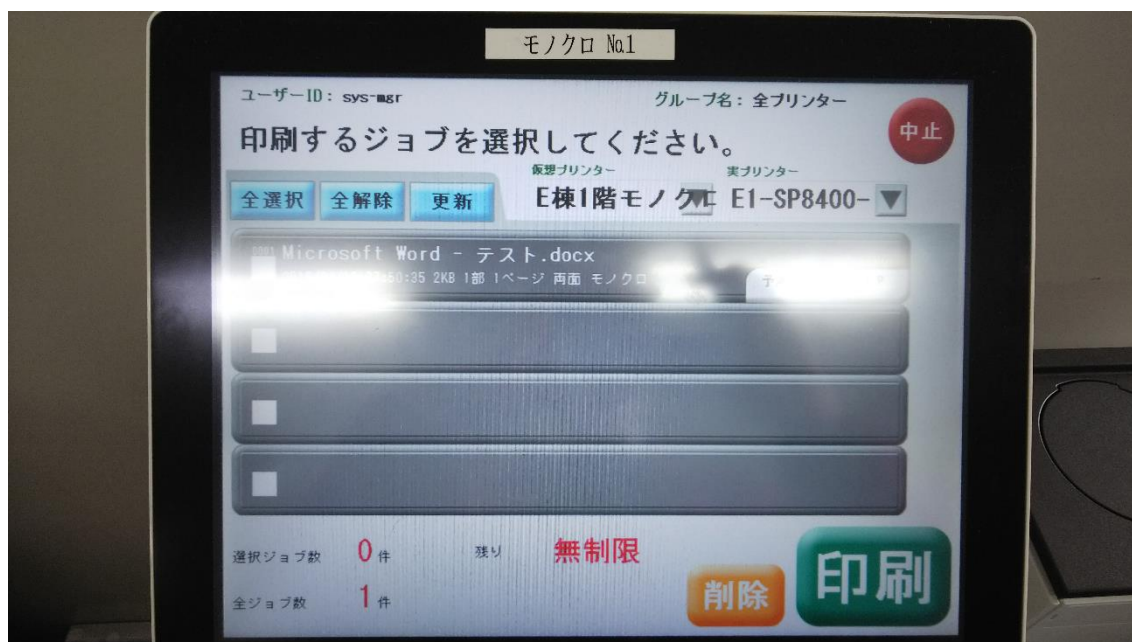 モノクロ No.1
ユーザーID: sys-mgr
グループ名: 全プリンター
中止
印刷するジョブを選択してください。
仮想プリンター
実プリンター
全選択
全解除
更新
E棟1階モノクロ
E1-SP8400-
0001 Microsoft Word - テスト.docx
:35 2KB 1部 1ページ 両面 モノクロ
選択ジョブ数 0件
残り 無制限
全ジョブ数 1件
削除
印刷